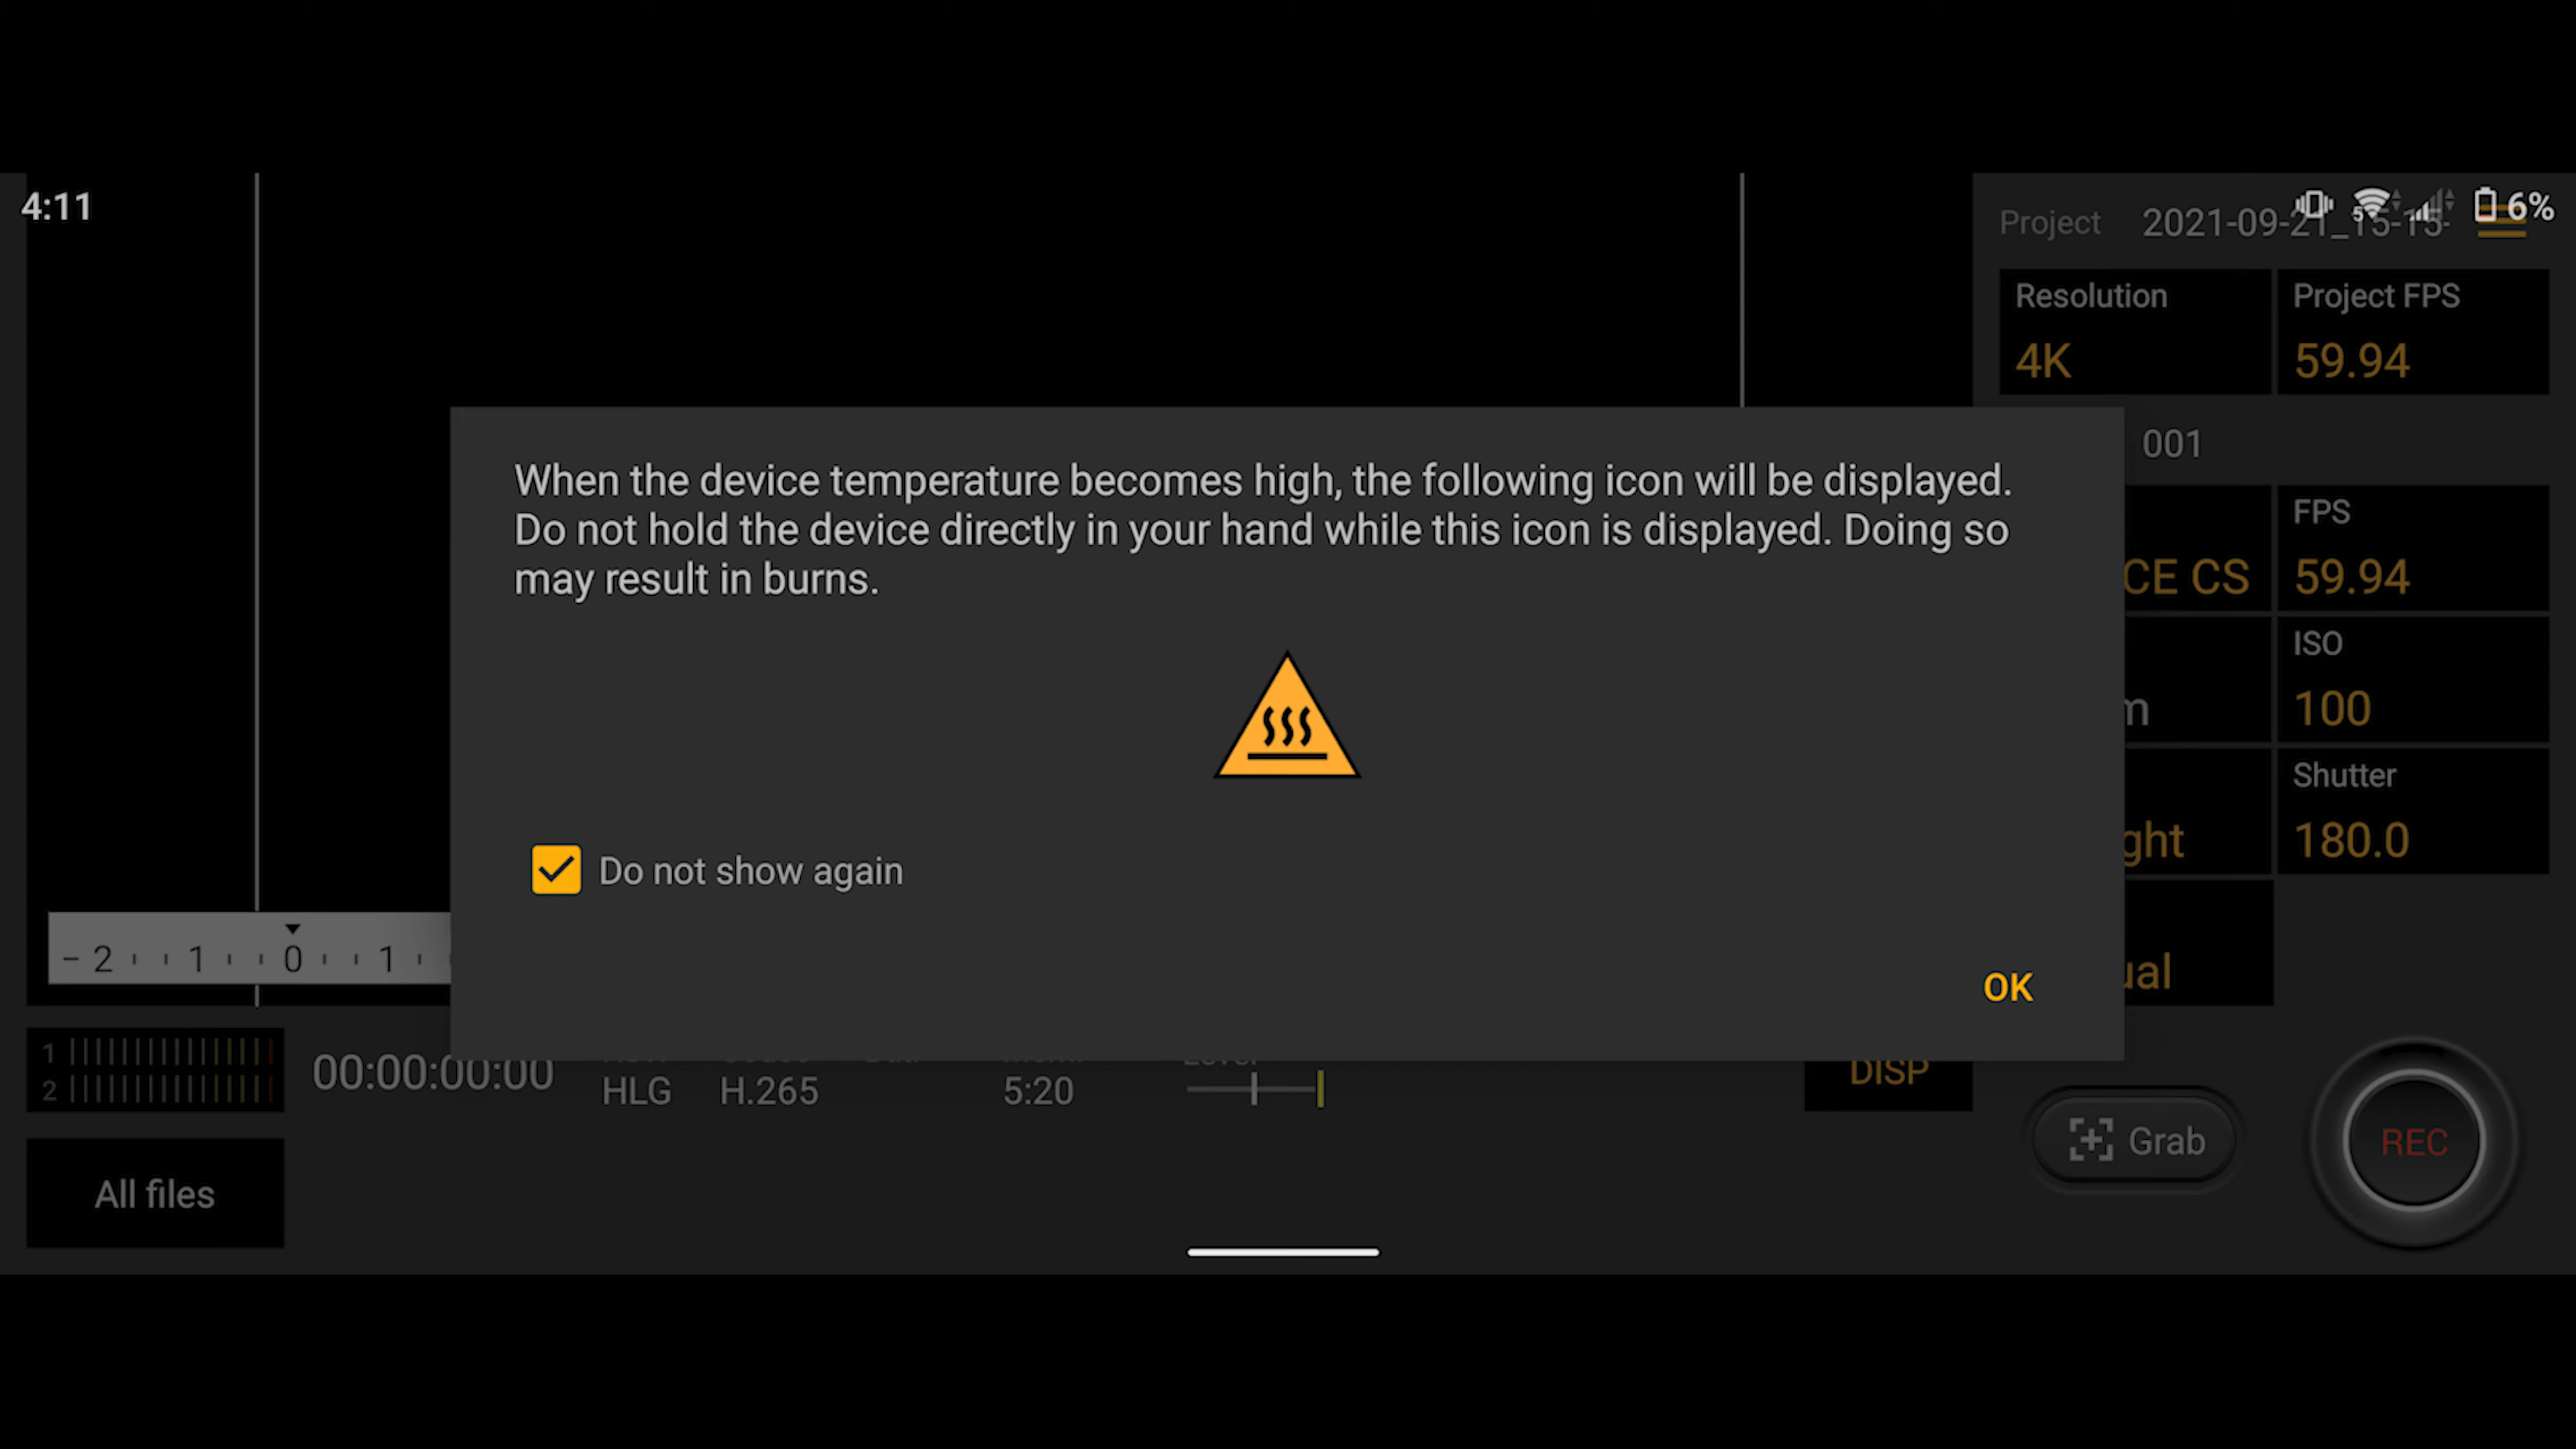 4:11
6%
Project 2021-09-21_15-15-
Resolution
4K
Project FPS
59.94
001
When the device temperature becomes high, the following icon will be displayed.
Do not hold the device directly in your hand while this icon is displayed. Doing so
may result in burns.
Do not show again
OK
CE CS
FPS
59.94
m
ISO
100
ght
Shutter
180.0
ual
− 2 1 0 1
1
2
00:00:00:00
HLG
H.265
5:20
DISP
Grab
REC
All files